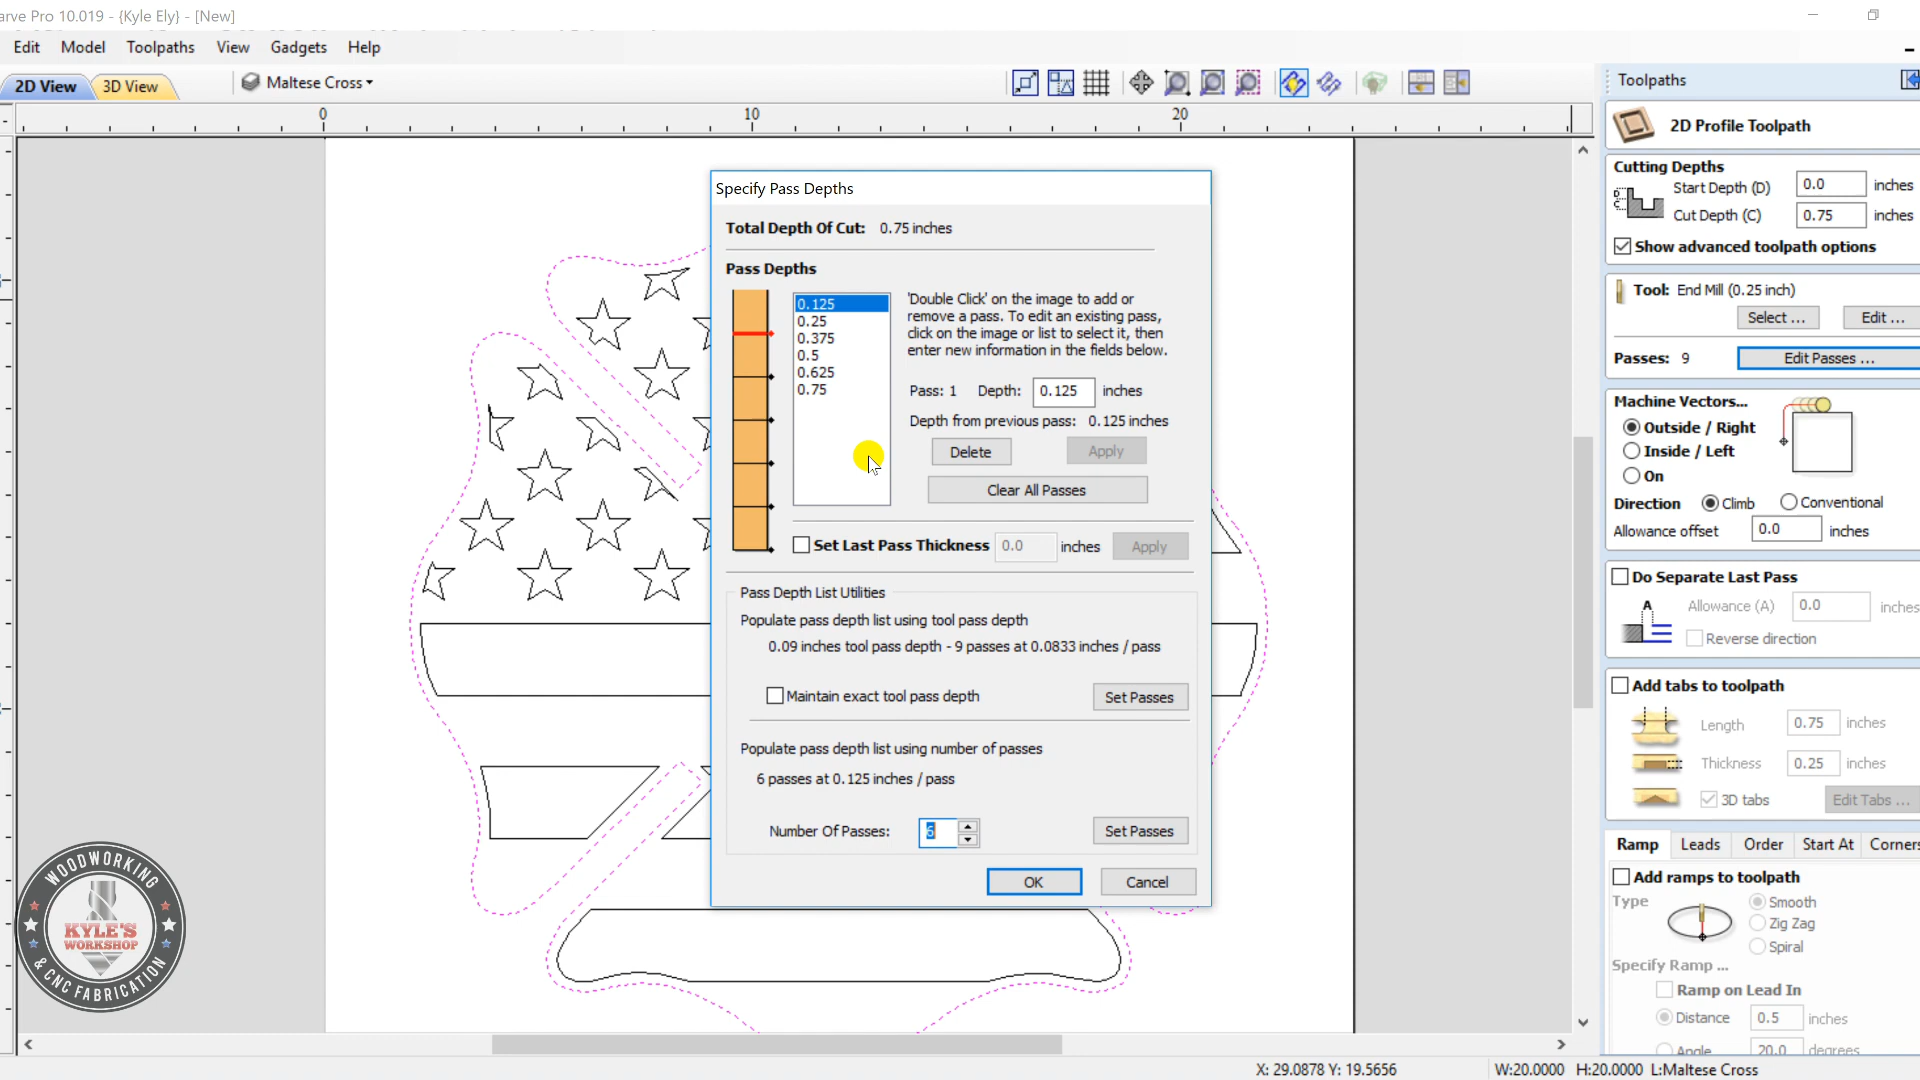 arve Pro 10.019 - {Kyle Ely} - [New]
Edit Model Toolpaths View Gadgets Help
2D View 3D View Maltese Cross
0 10 20
Specify Pass Depths
Total Depth Of Cut: 0.75 inches
Pass Depths
0.125
0.25
0.375
0.5
0.625
0.75
'Double Click' on the image to add or
remove a pass. To edit an existing pass,
click on the image or list to select it, then
enter new information in the fields below.
Pass: 1 Depth: 0.125 inches
Depth from previous pass: 0.125 inches
Delete Apply
Clear All Passes
Set Last Pass Thickness 0.0 inches Apply
Pass Depth List Utilities
Populate pass depth list using tool pass depth
0.09 inches tool pass depth - 9 passes at 0.0833 inches / pass
Maintain exact tool pass depth Set Passes
Populate pass depth list using number of passes
6 passes at 0.125 inches / pass
Number Of Passes: 6 Set Passes
OK Cancel
Toolpaths
2D Profile Toolpath
Cutting Depths
Start Depth (D) 0.0 inches
Cut Depth (C) 0.75 inches
D
C
Show advanced toolpath options
Tool: End Mill (0.25 inch)
Select ... Edit ...
Passes: 9 Edit Passes ...
Machine Vectors...
Outside / Right
Inside / Left
On
Direction Climb Conventional
Allowance offset 0.0 inches
Do Separate Last Pass
A Allowance (A) 0.0 inches
Reverse direction
Add tabs to toolpath
Length 0.75 inches
Thickness 0.25 inches
3D tabs Edit Tabs ...
Ramp Leads Order Start At Corners
Add ramps to toolpath
Type Smooth
Zig Zag
Spiral
Specify Ramp ...
Ramp on Lead In
Distance 0.5 inches
Angle 20.0 degrees
WOODWORKING
KYLE'S
WORKSHOP
& CNC FABRICATION
X: 29.0878 Y: 19.5656 W:20.0000 H:20.0000 L:Maltese Cross